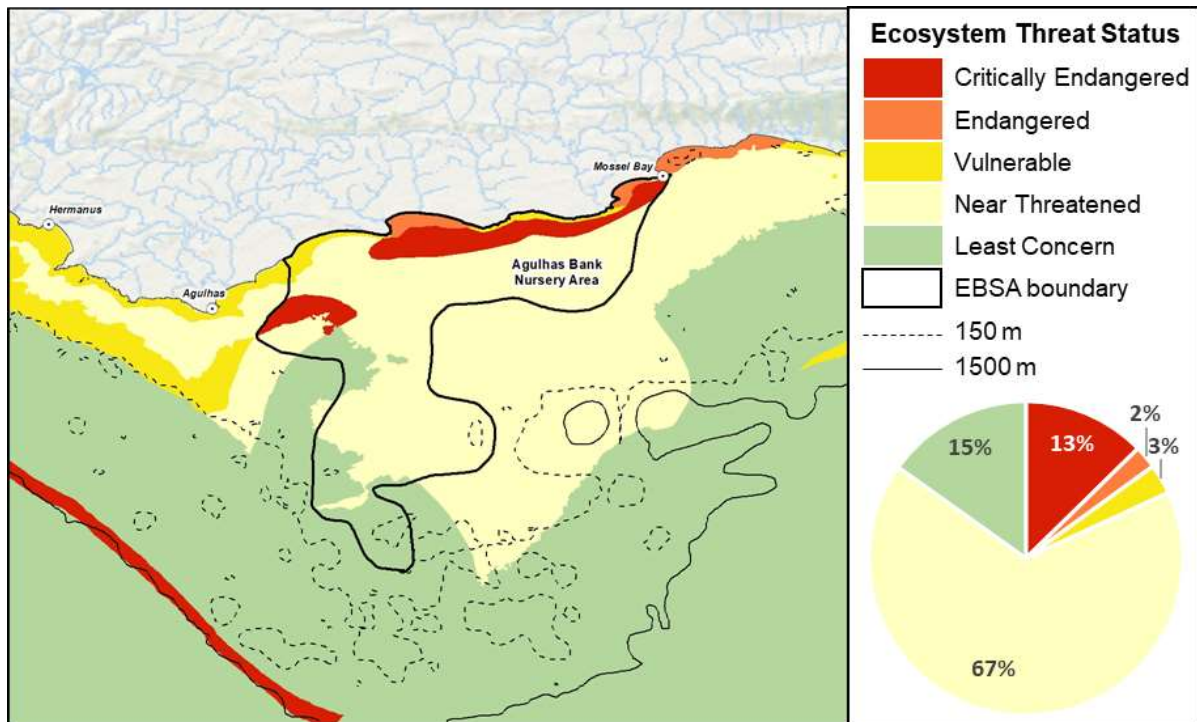 Hermanus
Agulhas
Mossel Bay
Agulhas Bank
Nursery Area
Ecosystem Threat Status
Critically Endangered
Endangered
Vulnerable
Near Threatened
Least Concern
EBSA boundary
150 m
1500 m
15%
13%
2%
3%
67%